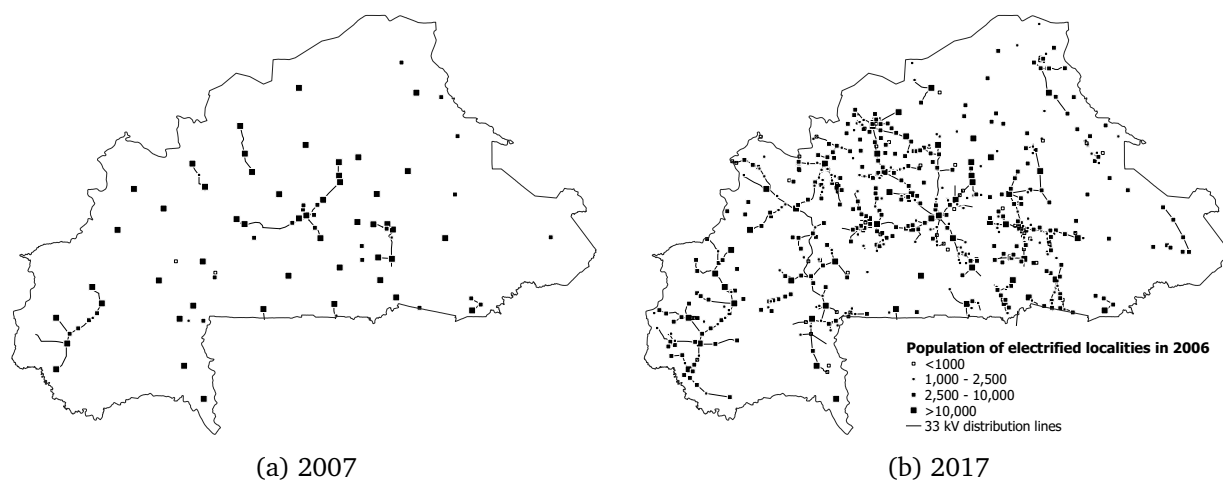 Population of electrified localities in 2006
<1000
1,000 - 2,500
2,500 - 10,000
>10,000
33 kV distribution lines
(a) 2007
(b) 2017